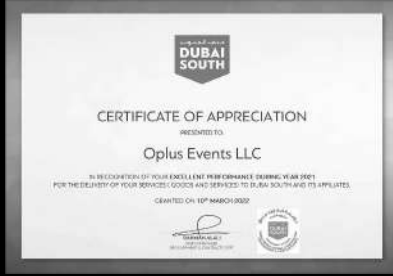 DUBAI
SOUTH
CERTIFICATE OF APPRECIATION
PRESENTED TO
Oplus Events LLC
IN RECOGNITION OF YOUR EXCELLENT PERFORMANCE DURING YEAR 2021
FOR THE DELIVERY OF YOUR SERVICES ( GOODS AND SERVICES) TO DUBAI SOUTH AND ITS AFFILIATES.
GRANTED ON 10th MARCH 2022
DUBAI
SOUTH